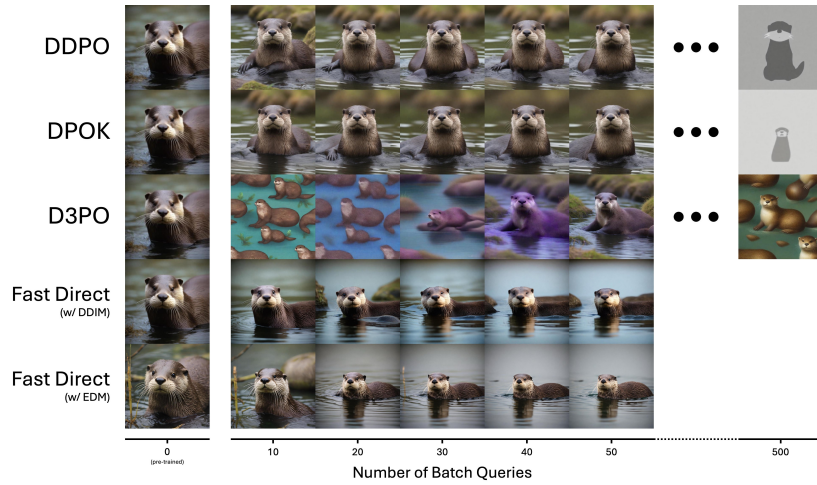 DDPO
DPOK
D3PO
Fast Direct
(w/ DDIM)
Fast Direct
(w/ EDM)
0
(pre-trained)
10
20
30
40
50
500
Number of Batch Queries